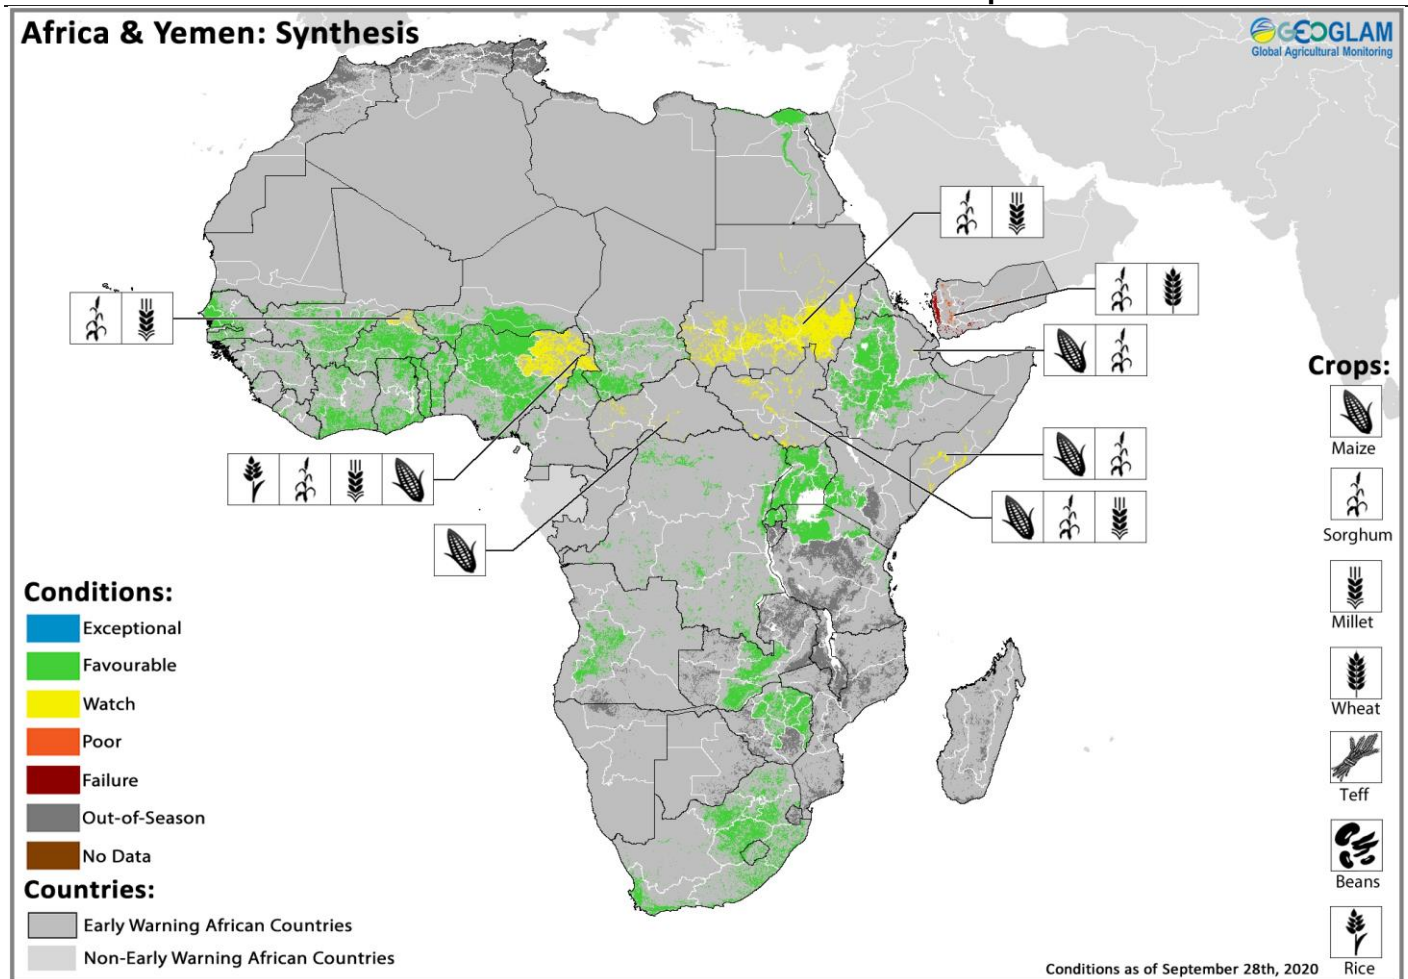 Africa & Yemen: Synthesis
GEOGLAM
Global Agricultural Monitoring
Crops:
Maize
Sorghum
Millet
Wheat
Teff
Beans
Rice
Conditions:
Exceptional
Favourable
Watch
Poor
Failure
Out-of-Season
No Data
Countries:
Early Warning African Countries
Non-Early Warning African Countries
Conditions as of September 28th, 2020